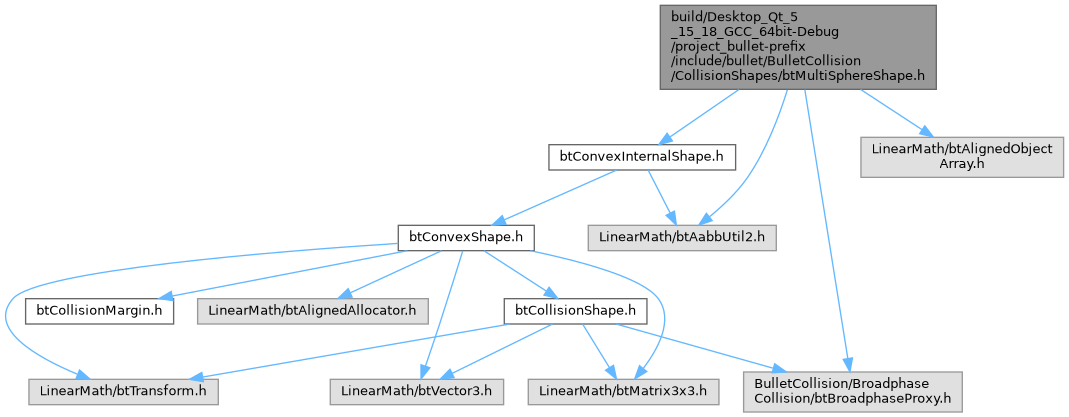 build/Desktop_Qt_5
_15_18_GCC_64bit-Debug
/project_bullet-prefix
/include/bullet/BulletCollision
/CollisionShapes/btMultiSphereShape.h
btConvexInternalShape.h
LinearMath/btAlignedObject
Array.h
btConvexShape.h
LinearMath/btAabbUtil2.h
btCollisionMargin.h
LinearMath/btAlignedAllocator.h
btCollisionShape.h
LinearMath/btTransform.h
LinearMath/btVector3.h
LinearMath/btMatrix3x3.h
BulletCollision/Broadphase
Collision/btBroadphaseProxy.h